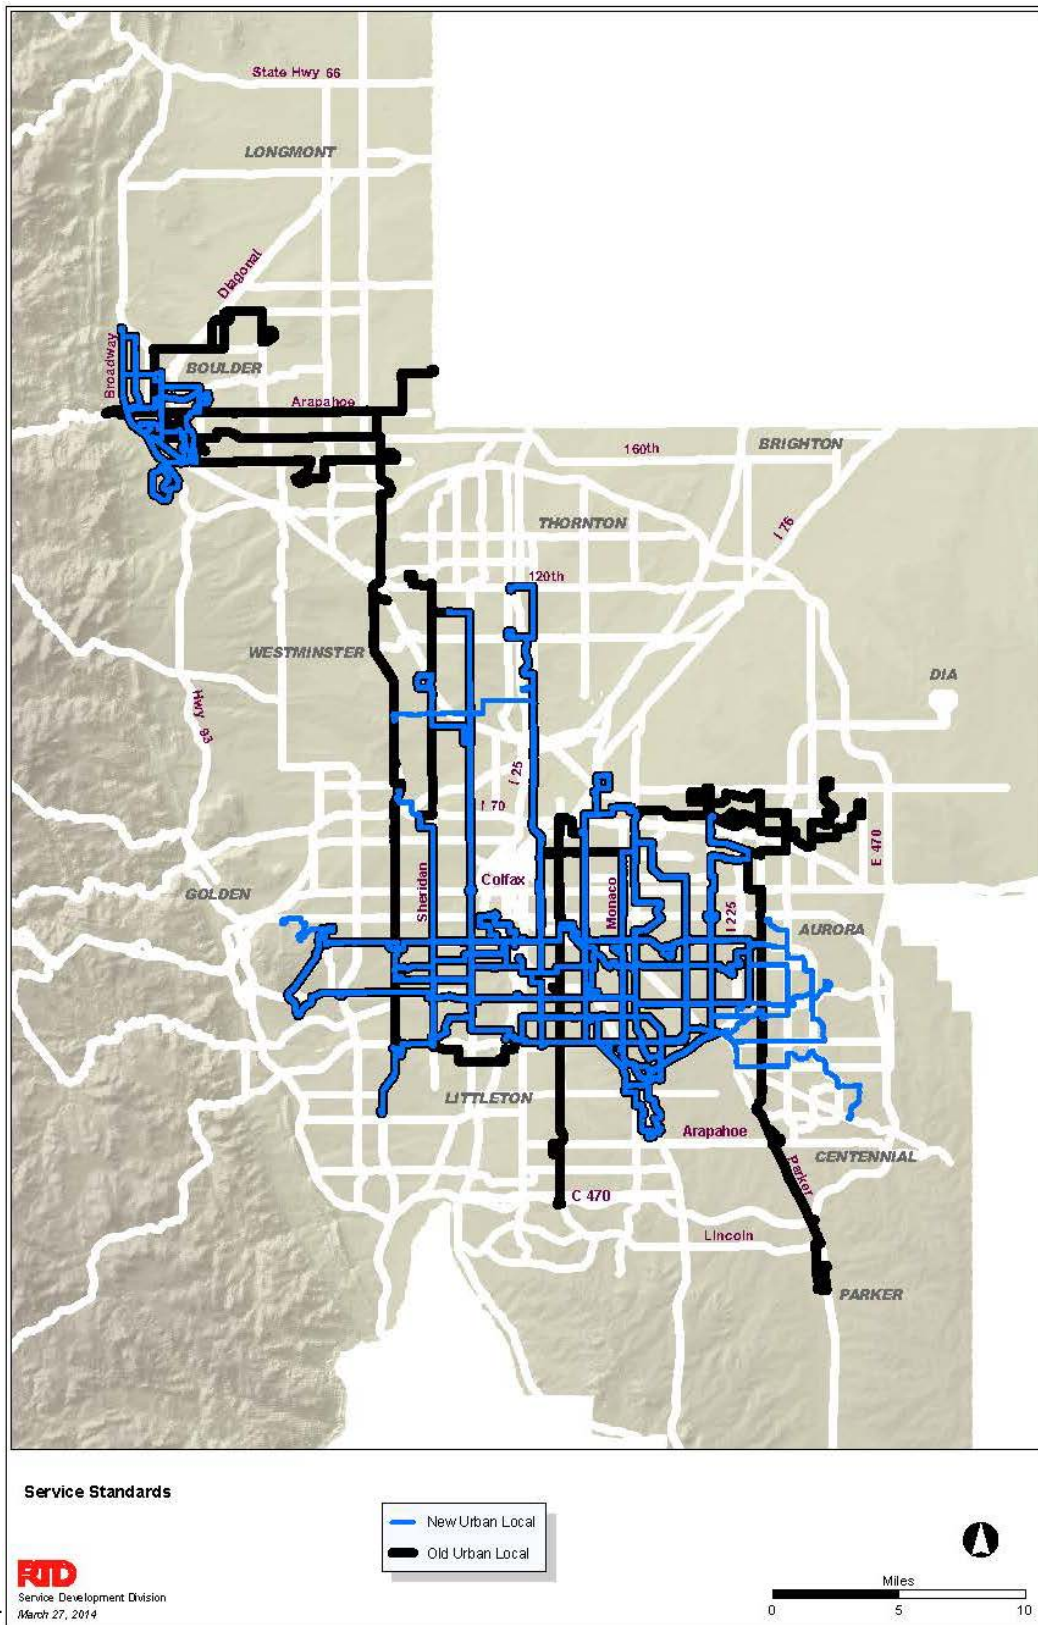 State Hwy 66
LONGMONT
Diagonal
Broadway
BOULDER
Arapahoe
160th
BRIGHTON
I 76
THORNTON
120th
WESTMINSTER
DIA
Hwy 93
I 25
I 70
E 470
Sheridan
Colfax
Monaco
GOLDEN
I 225
AURORA
LITTLETON
Arapahoe
CENTENNIAL
Parker
C 470
Lincoln
PARKER
Service Standards
New Urban Local
Old Urban Local
RTD
Service Development Division
March 27, 2014
Miles
0 5 10